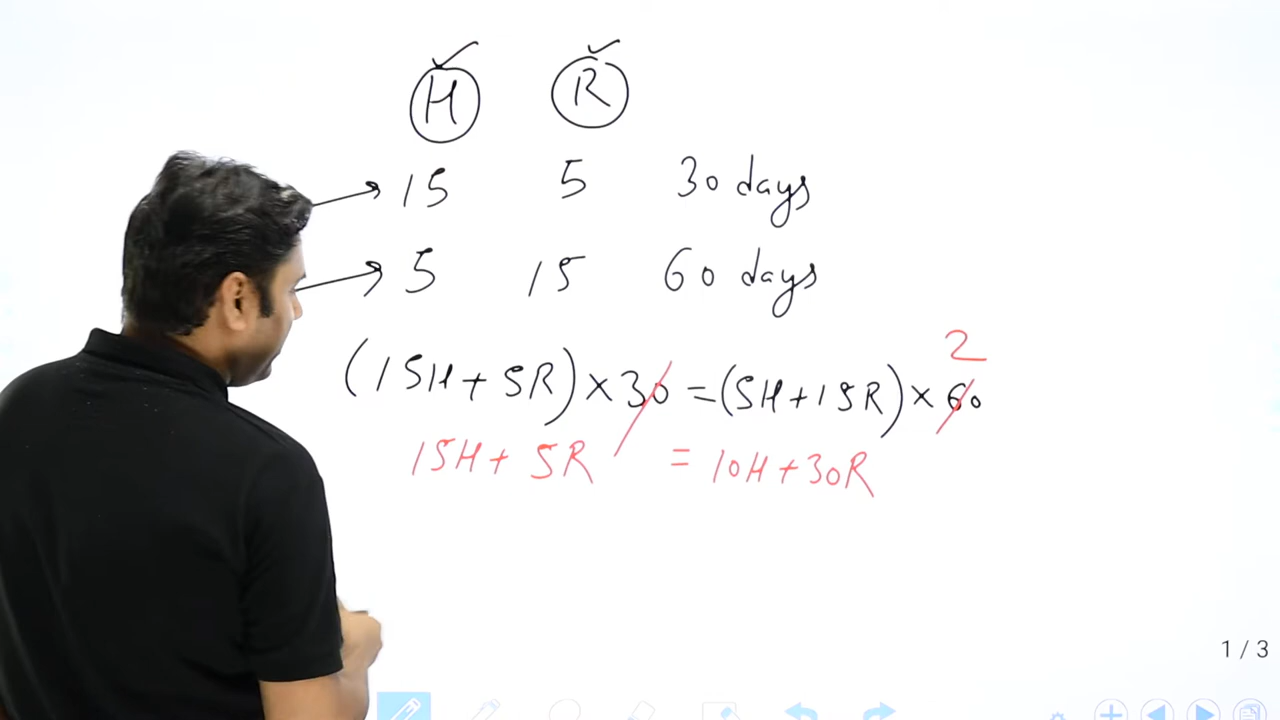 H R
15 5 30 days
5 15 60 days
2
(15H+5R)×30=(5H+15R)×60
15H+5R =10H+30R
1/3